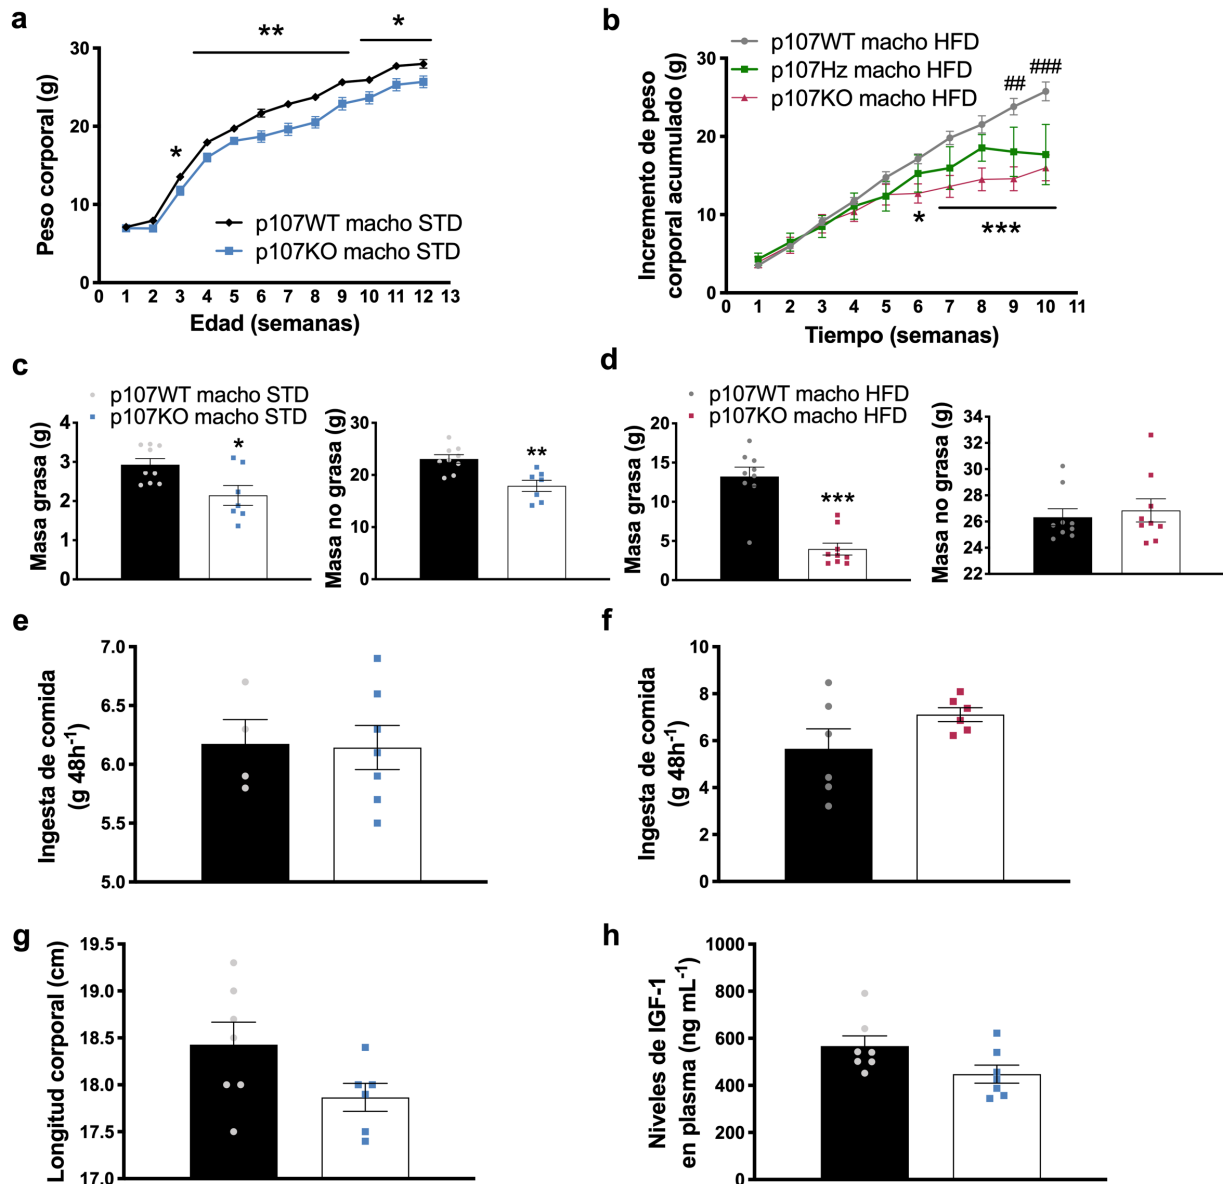 a
**
*
*
Peso corporal (g)
30
20
10
0
p107WT macho STD
p107KO macho STD
0 1 2 3 4 5 6 7 8 9 10 11 12 13
Edad (semanas)
b
p107WT macho HFD
p107Hz macho HFD
p107KO macho HFD
## ###
Incremento de peso
corporal acumulado (g)
30
20
10
0
*
***
0 1 2 3 4 5 6 7 8 9 10 11
Tiempo (semanas)
c
p107WT macho STD
p107KO macho STD
Masa grasa (g)
4
3
2
1
0
*
Masa no grasa (g)
30
20
10
0
**
d
p107WT macho HFD
p107KO macho HFD
Masa grasa (g)
20
15
10
5
0
***
Masa no grasa (g)
34
32
30
28
26
24
22
e
Ingesta de comida
(g 48h⁻¹)
7.0
6.5
6.0
5.5
5.0
f
Ingesta de comida
(g 48h⁻¹)
10
8
6
4
2
0
g
Longitud corporal (cm)
19.5
19.0
18.5
18.0
17.5
17.0
h
Niveles de IGF-1
en plasma (ng mL⁻¹)
1000
800
600
400
200
0